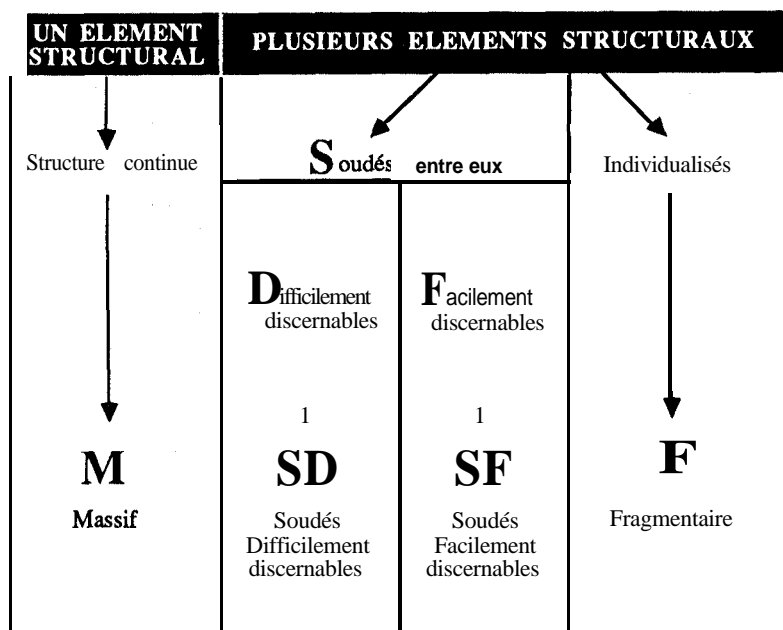 UN ELEMENT
STRUCTURAL
PLUSIEURS ELEMENTS STRUCTURAUX
Structure continue
Soudés entre eux
Individualisés
Difficilement
discernables
Facilement
discernables
1
1
M
SD
SF
F
Massif
Soudés
Difficilement
discernables
Soudés
Facilement
discernables
Fragmentaire